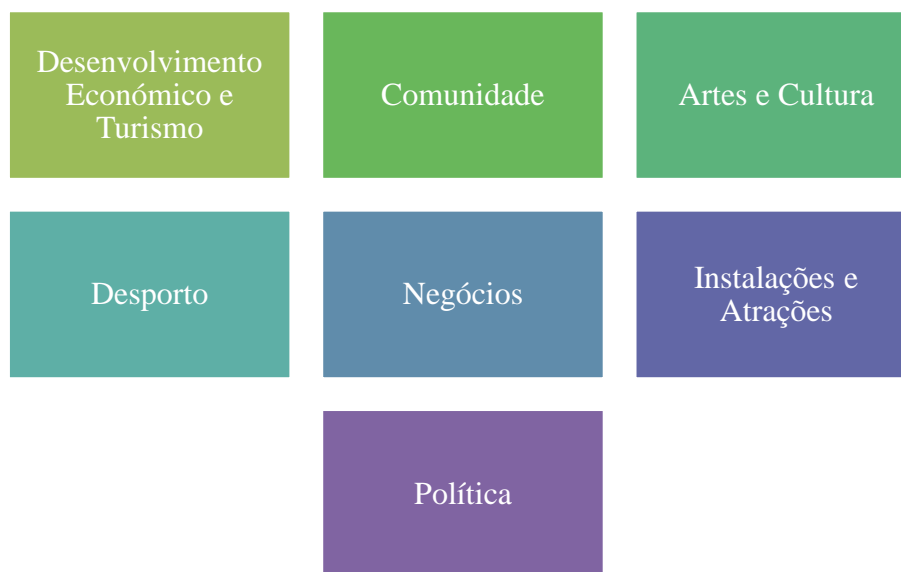 Desenvolvimento
Económico e
Turismo
Comunidade
Artes e Cultura
Desporto
Negócios
Instalações e
Atrações
Política